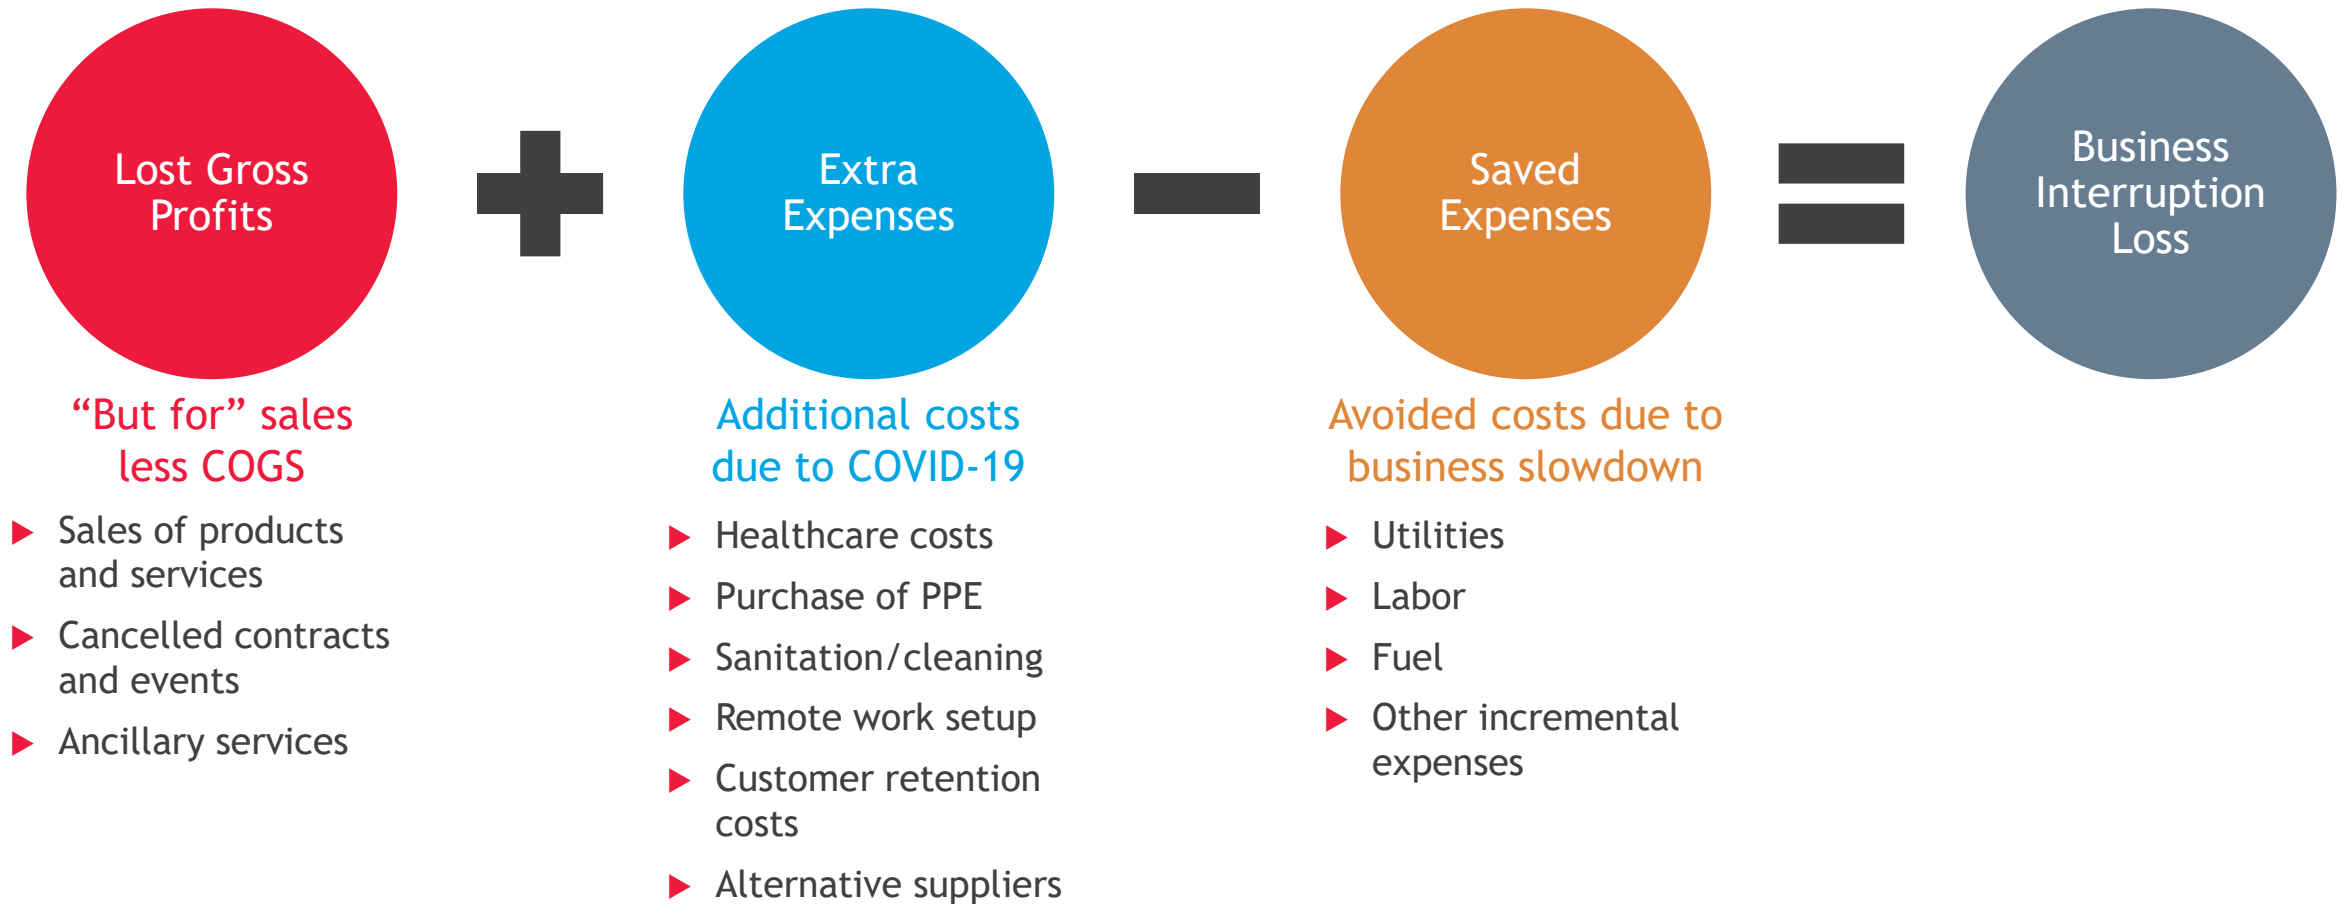 Lost Gross
Profits
Extra
Expenses
Saved
Expenses
Business
Interruption
Loss
“But for” sales
less COGS
Sales of products
and services
Cancelled contracts
and events
Ancillary services
Additional costs
due to COVID-19
Healthcare costs
Purchase of PPE
Sanitation/cleaning
Remote work setup
Customer retention
costs
Alternative suppliers
Avoided costs due to
business slowdown
Utilities
Labor
Fuel
Other incremental
expenses